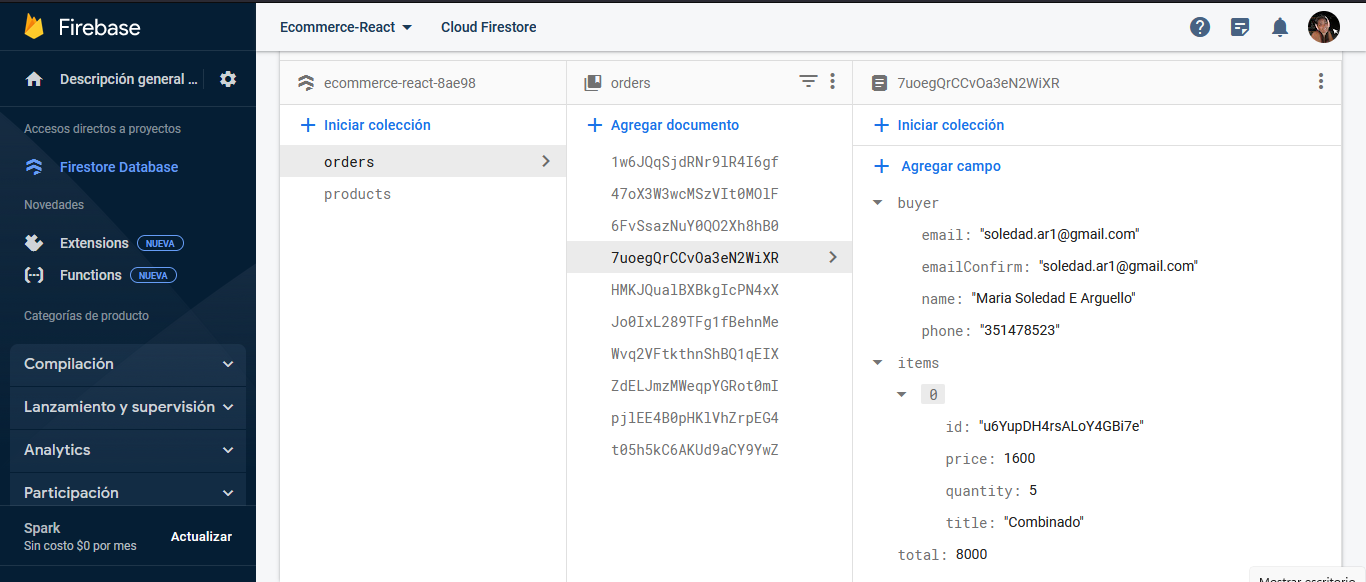 Firebase
Ecommerce-React
Cloud Firestore
Descripción general ...
Accesos directos a proyectos
Firestore Database
Novedades
Extensions NUEVA
Functions NUEVA
Categorías de producto
Compilación
Lanzamiento y supervisión
Analytics
Participación
Spark
Sin costo $0 por mes
Actualizar
ecommerce-react-8ae98
Iniciar colección
orders
products
orders
Agregar documento
1w6JQqSjdRNr9lR4I6gf
47oX3W3wcMSzVIt0MOlF
6FvSsazNuY0QO2Xh8hB0
7uoegQrCCvOa3eN2WiXR
HMKJQualBXBkgIcPN4xX
Jo0IxL289TFg1fBehnMe
Wvq2VFtkthnShBQ1qEIX
ZdELJmzMWeqpYGRot0mI
pjlEE4B0pHKlVhZrpEG4
t05h5kC6AKUd9aCY9YwZ
7uoegQrCCvOa3eN2WiXR
Iniciar colección
Agregar campo
buyer
email: "soledad.ar1@gmail.com"
emailConfirm: "soledad.ar1@gmail.com"
name: "Maria Soledad E Arguello"
phone: "351478523"
items
0
id: "u6YupDH4rsALoY4GBi7e"
price: 1600
quantity: 5
title: "Combinado"
total: 8000
Mostrar escritorio